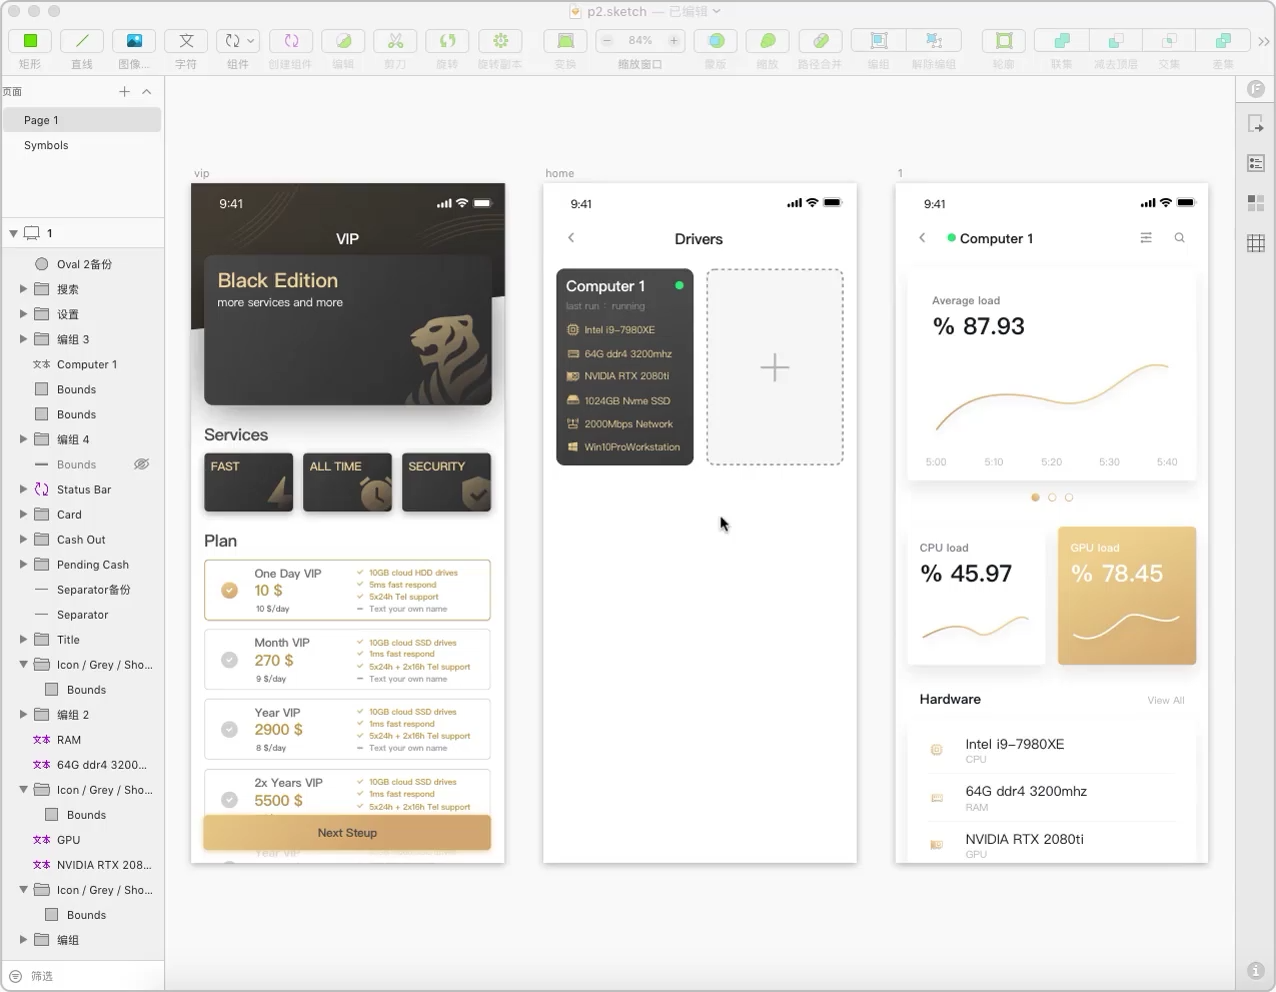 p2.sketch — 已编辑
84%
矩形
直线
图像...
文
字符
组件
创建组件
编辑
剪刀
旋转
旋转副本
变换
缩放窗口
蒙版
缩放
路径合并
编组
解除编组
轮廓
联集
减去顶层
交集
差集
页面
Page 1
Symbols
1
Oval 2备份
搜索
设置
编组 3
文本 Computer 1
Bounds
Bounds
编组 4
Bounds
Status Bar
Card
Cash Out
Pending Cash
Separator备份
Separator
Title
Icon / Grey / Sho...
Bounds
编组 2
文本 RAM
文本 64G ddr4 3200...
Icon / Grey / Sho...
Bounds
文本 GPU
文本 NVIDIA RTX 208...
Icon / Grey / Sho...
Bounds
编组
筛选
vip
9:41
VIP
Black Edition
more services and more
Services
FAST
ALL TIME
SECURITY
4
Plan
One Day VIP
10 $
10 $/day
10GB cloud HDD drives
5ms fast respond
5x24h Tel support
Text your own name
Month VIP
270 $
9 $/day
10GB cloud SSD drives
1ms fast respond
5x24h + 2x16h Tel support
Text your own name
Year VIP
2900 $
8 $/day
10GB cloud SSD drives
1ms fast respond
5x24h + 2x16h Tel support
Text your own name
2x Years VIP
5500 $
10GB cloud SSD drives
1ms fast respond
5x24h + 2x16h Tel support
Next Steup
Year VIP
home
9:41
Drivers
Computer 1
last run : running
Intel i9-7980XE
64G ddr4 3200mhz
NVIDIA RTX 2080ti
1024GB Nvme SSD
2000Mbps Network
Win10ProWorkstation
1
9:41
Computer 1
Average load
% 87.93
5:00 5:10 5:20 5:30 5:40
CPU load
% 45.97
GPU load
% 78.45
Hardware
View All
Intel i9-7980XE
CPU
64G ddr4 3200mhz
RAM
NVIDIA RTX 2080ti
GPU